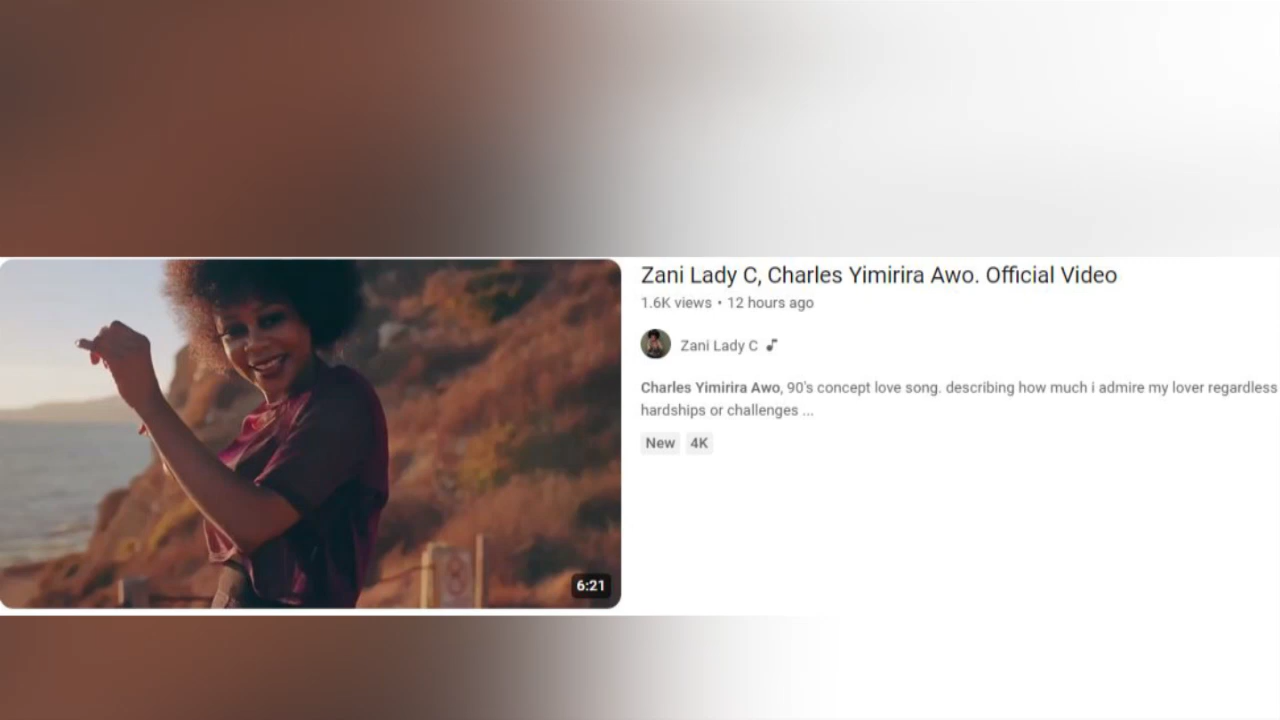 Zani Lady C, Charles Yimirira Awo. Official Video
1.6K views • 12 hours ago
Zani Lady C
Charles Yimirira Awo, 90's concept love song. describing how much i admire my lover regardless
hardships or challenges ...
New 4K
6:21